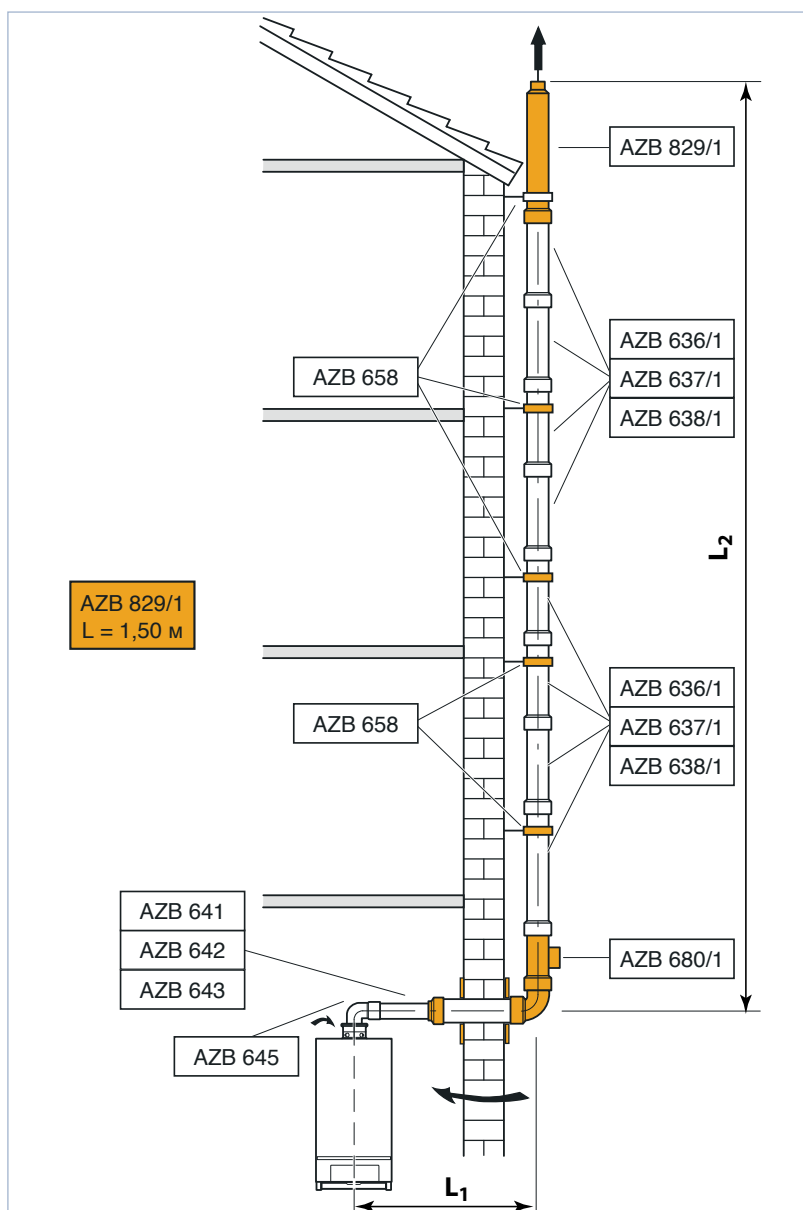 AZB 829/1
AZB 636/1
AZB 637/1
AZB 638/1
AZB 658
L₂
AZB 829/1
L = 1,50 м
AZB 636/1
AZB 637/1
AZB 638/1
AZB 658
AZB 641
AZB 642
AZB 643
AZB 680/1
AZB 645
L₁